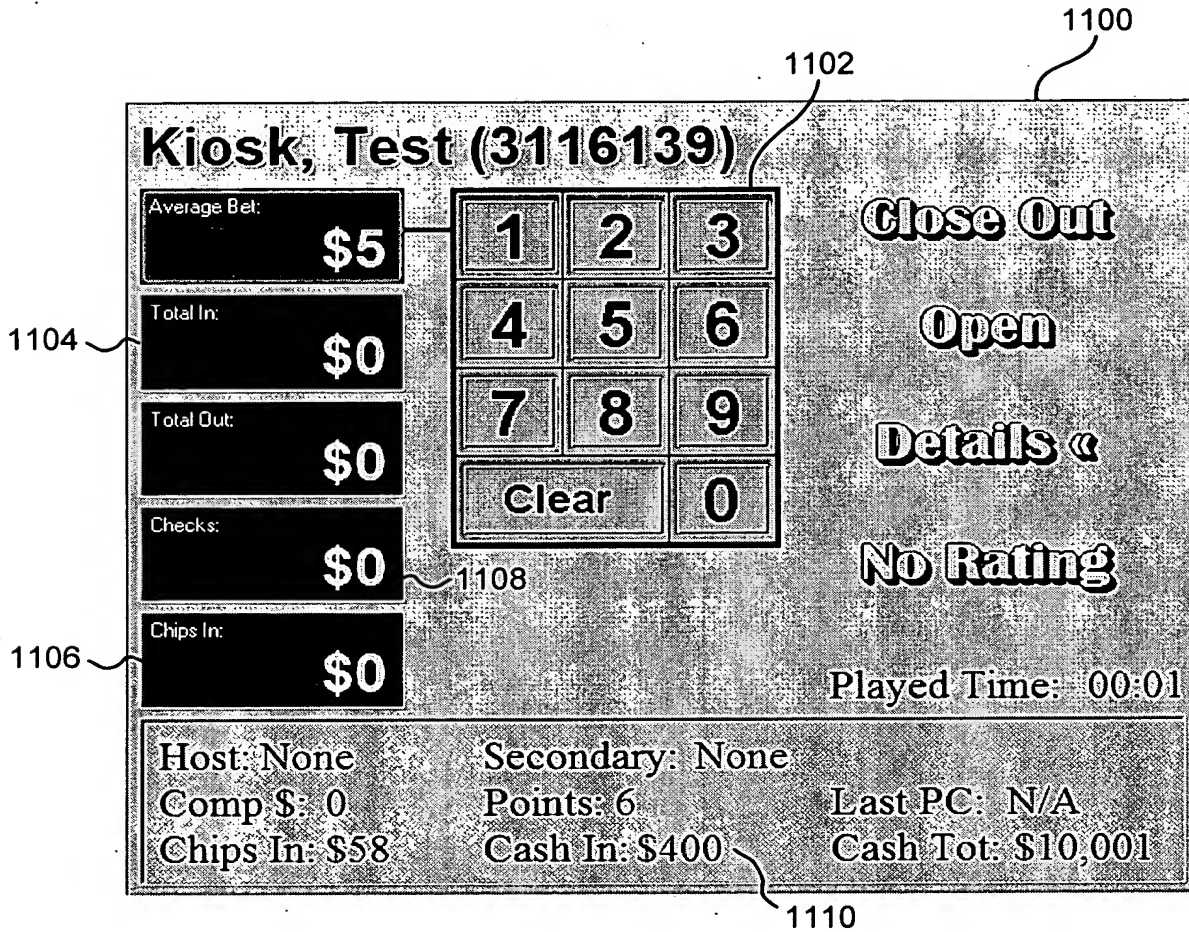 1100
1102
Kiosk, Test (3116139)
Average Bet:
$5
1 2 3
Close Out
1104
Total In:
$0
4 5 6
Open
Total Out:
$0
7 8 9
Details «
Checks:
$0
Clear 0
1108
No Rating
1106
Chips In:
$0
Played Time: 00:01
Host: None Secondary: None
Comp $: 0 Points: 6 Last PC: N/A
Chips In: $58 Cash In: $400 Cash Tot: $10,001
1110